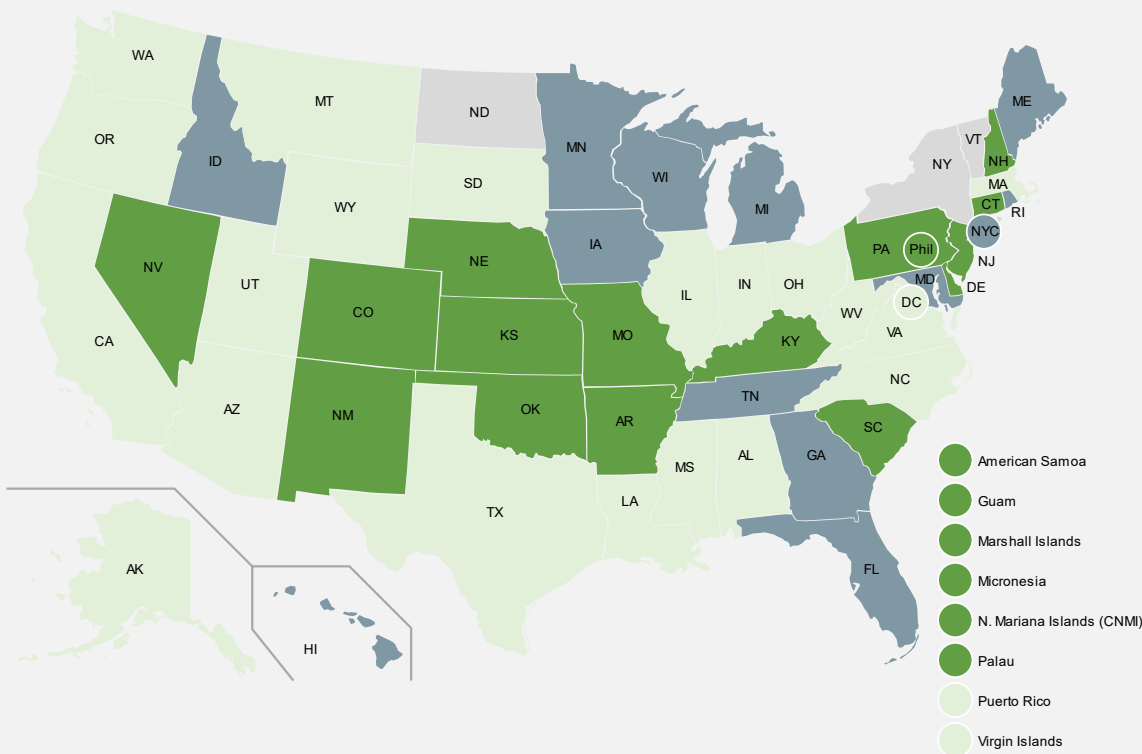 WA
MT
ND
ME
OR
ID
MN
VT
NY
NH
WI
MA
SD
CT
RI
WY
MI
NYC
IA
PA
Phil
NJ
NE
NV
UT
IL
IN
OH
MD
DE
DC
CO
WV
KS
MO
VA
CA
KY
NC
TN
AZ
NM
OK
AR
SC
MS
AL
GA
LA
TX
AK
FL
HI
American Samoa
Guam
Marshall Islands
Micronesia
N. Mariana Islands (CNMI)
Palau
Puerto Rico
Virgin Islands